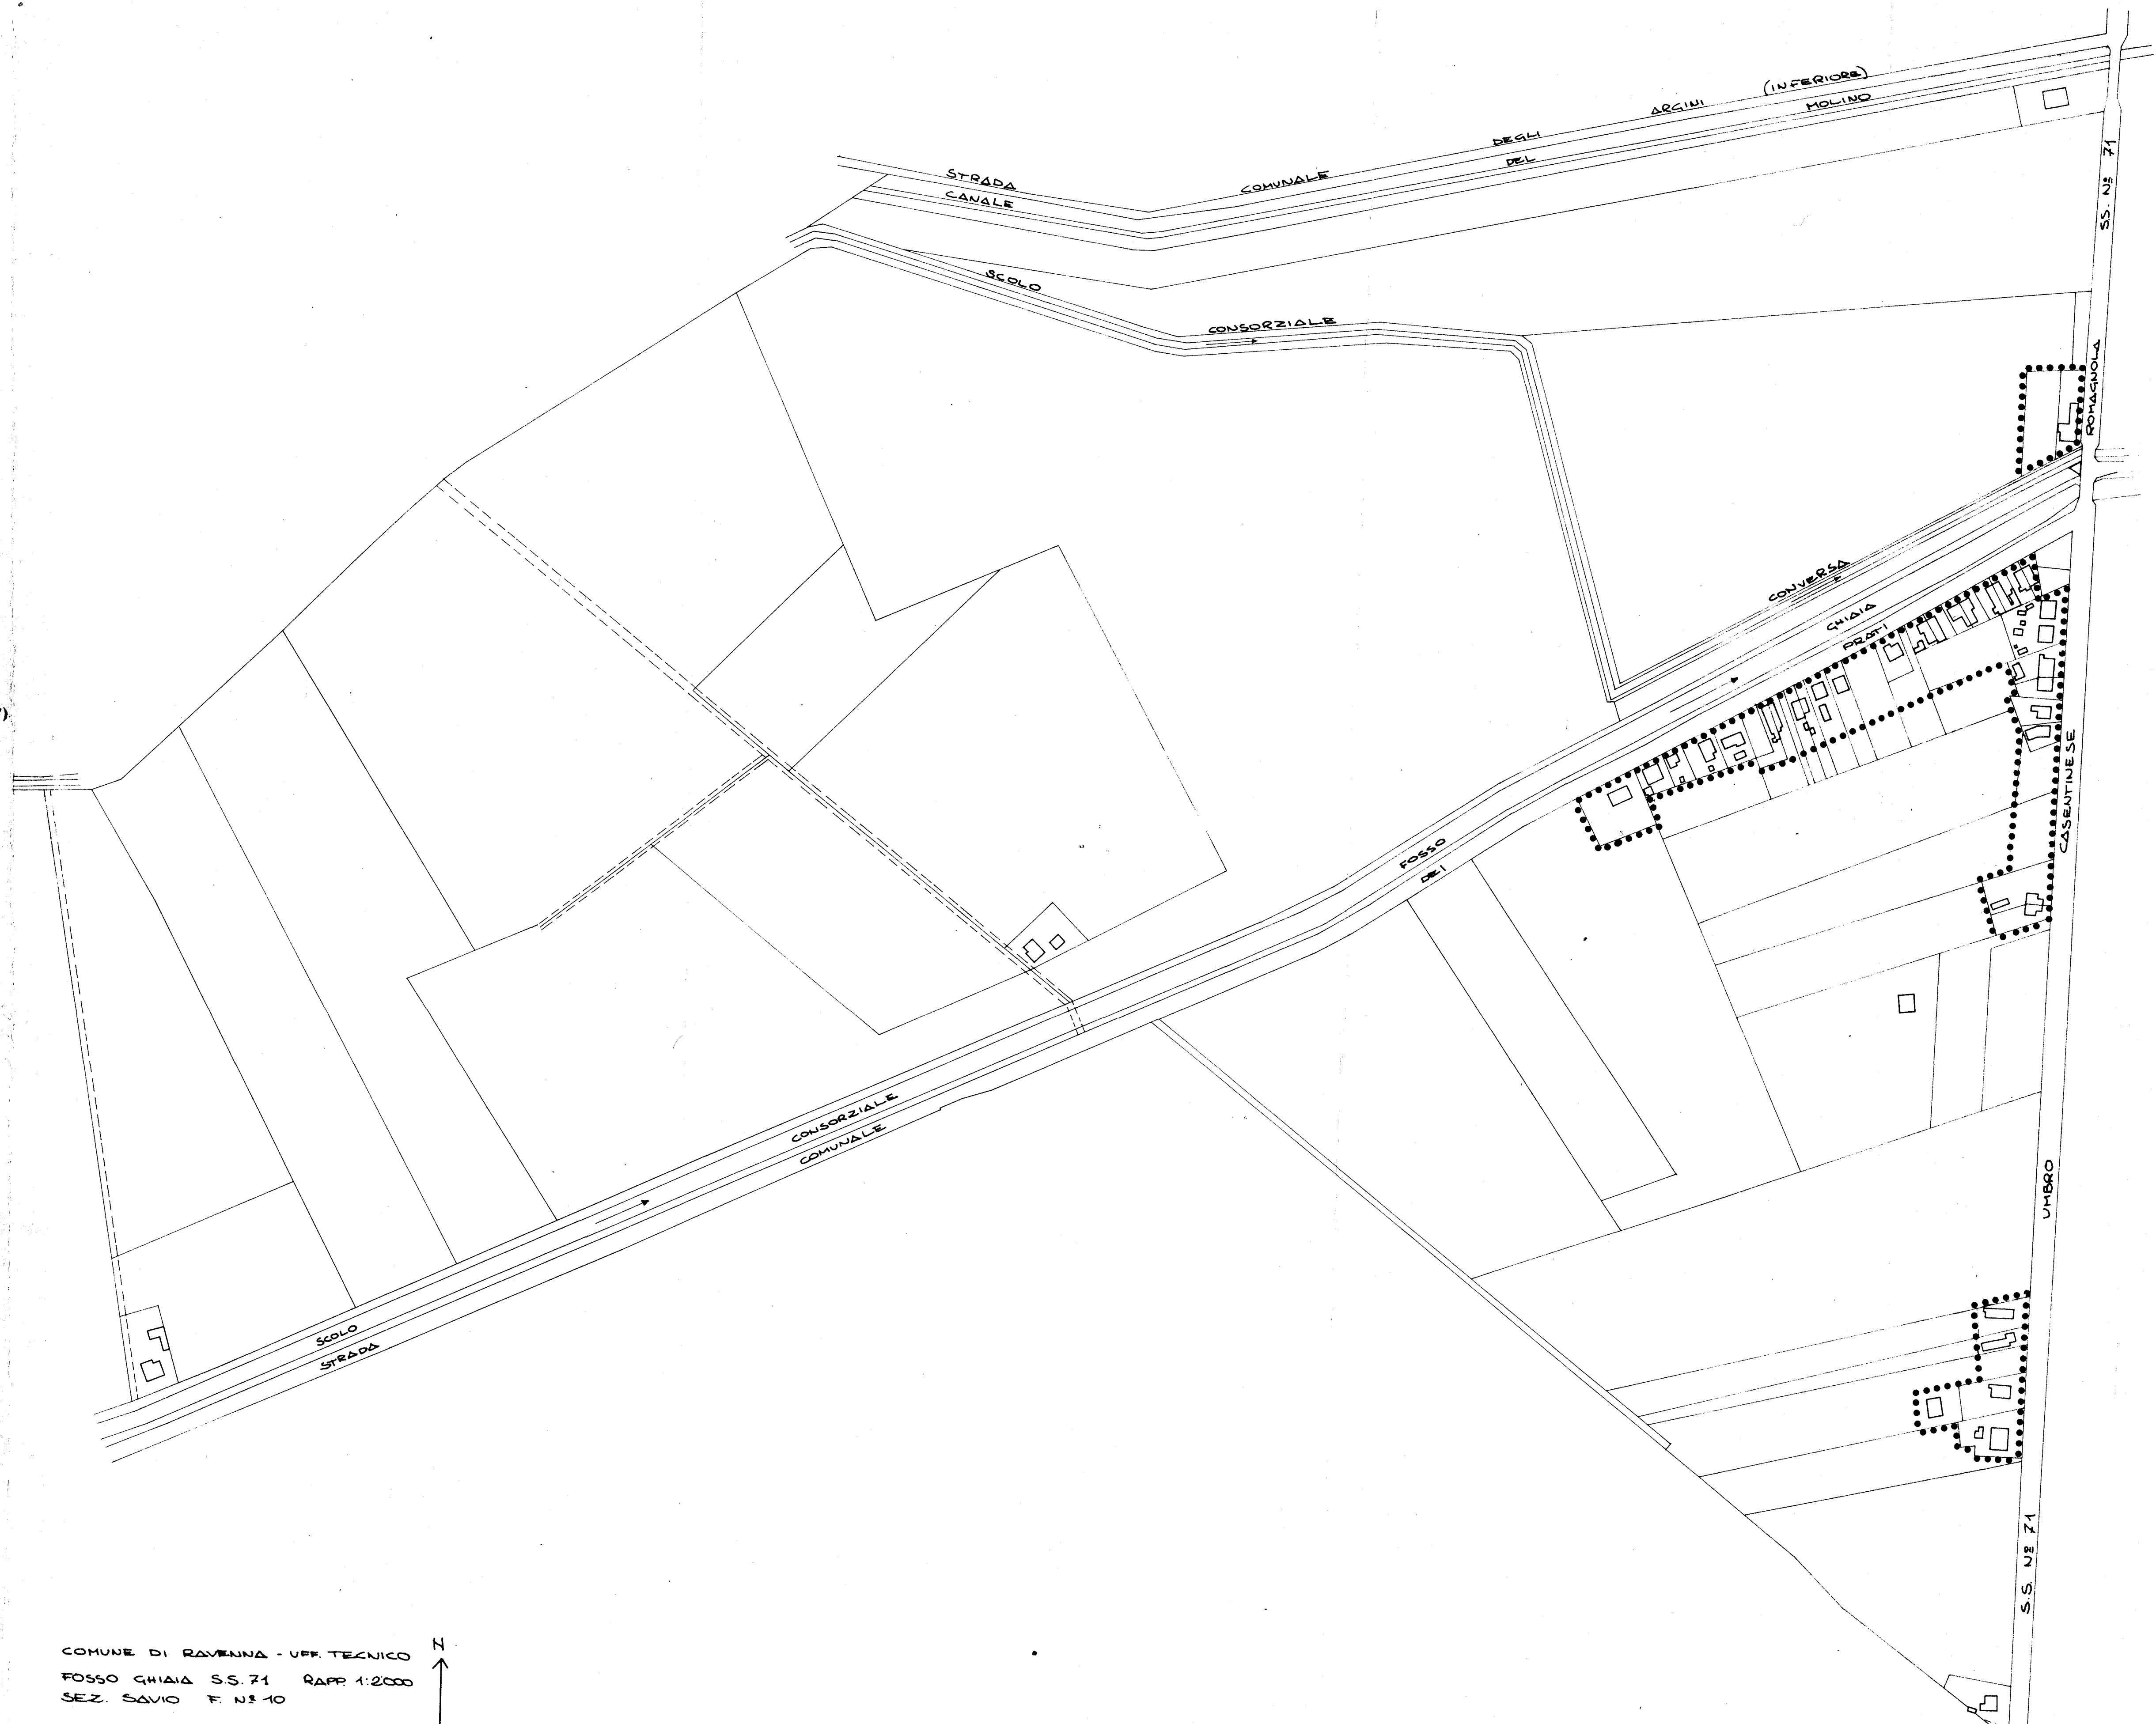 STRADA COMUNALE DEGLI ARGINI (INFERIORE)
CANALE DEL MOLINO
SCOLO CONSORZIALE
CONVERSA
SCOLO CONSORZIALE FOSSO GHIAIA
STRADA COMUNALE DEI PRATI
SS. Nº 71
ROMAGNOLA
CASENTINESE
UMBRO
S.S. Nº 71
COMUNE DI RAVENNA - UFF. TECNICO
FOSSO GHIAIA S.S. 71 RAPP. 1:2000
SEZ. SAVIO F. Nº 10
N